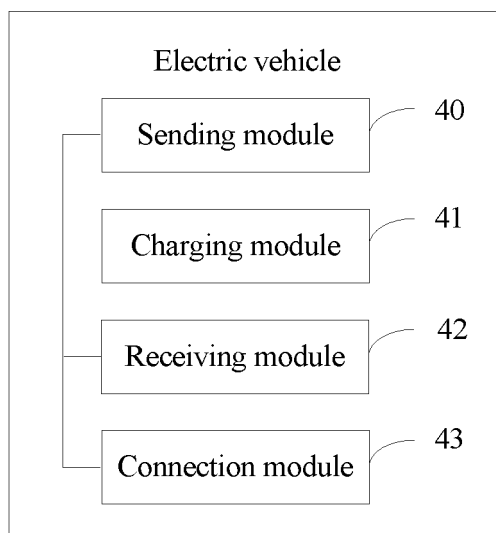 Electric vehicle
Sending module
40
Charging module
41
Receiving module
42
Connection module
43